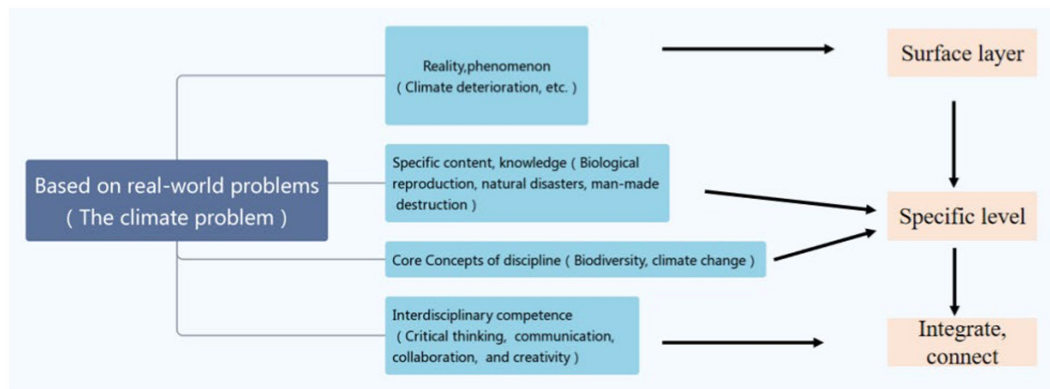 Reality,phenomenon
( Climate deterioration, etc. )
Surface layer
Based on real-world problems
( The climate problem )
Specific content, knowledge ( Biological
reproduction, natural disasters, man-made
destruction )
Specific level
Core Concepts of discipline ( Biodiversity, climate change )
Interdisciplinary competence
( Critical thinking, communication,
collaboration, and creativity )
Integrate,
connect